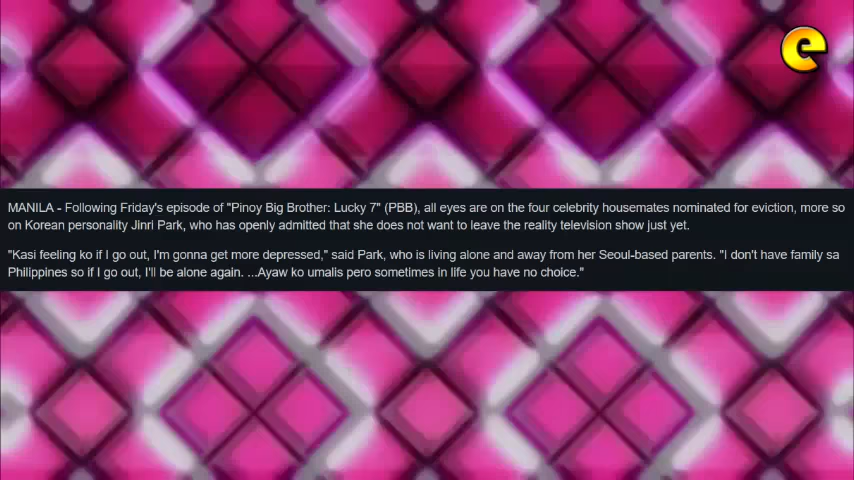 e
MANILA - Following Friday's episode of "Pinoy Big Brother: Lucky 7" (PBB), all eyes are on the four celebrity housemates nominated for eviction, more so
on Korean personality Jinri Park, who has openly admitted that she does not want to leave the reality television show just yet.
"Kasi feeling ko if I go out, I'm gonna get more depressed," said Park, who is living alone and away from her Seoul-based parents. "I don't have family sa
Philippines so if I go out, I'll be alone again. ...Ayaw ko umalis pero sometimes in life you have no choice."